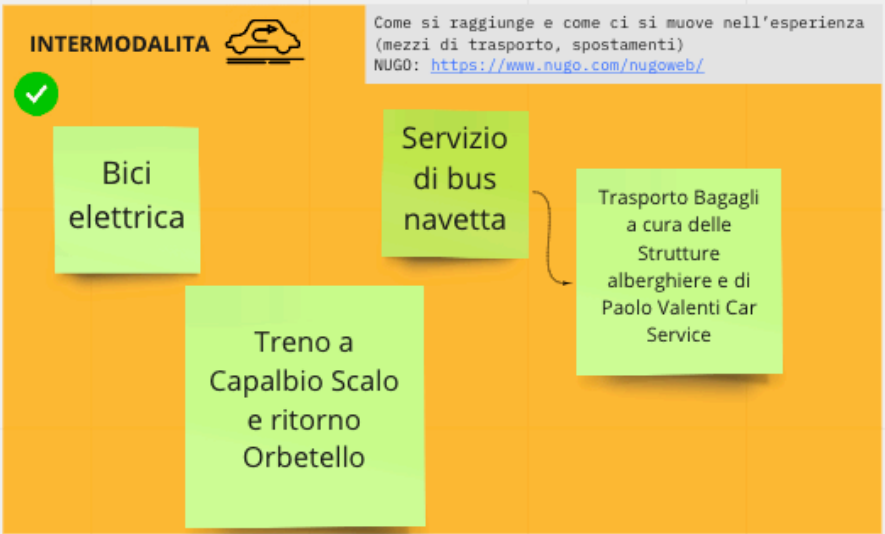 INTERMODALITA
Come si raggiunge e come ci si muove nell’esperienza
(mezzi di trasporto, spostamenti)
NUGO: https://www.nugo.com/nugoweb/
Bici
elettrica
Servizio
di bus
navetta
Trasporto Bagagli
a cura delle
Strutture
alberghiere e di
Paolo Valenti Car
Service
Treno a
Capalbio Scalo
e ritorno
Orbetello